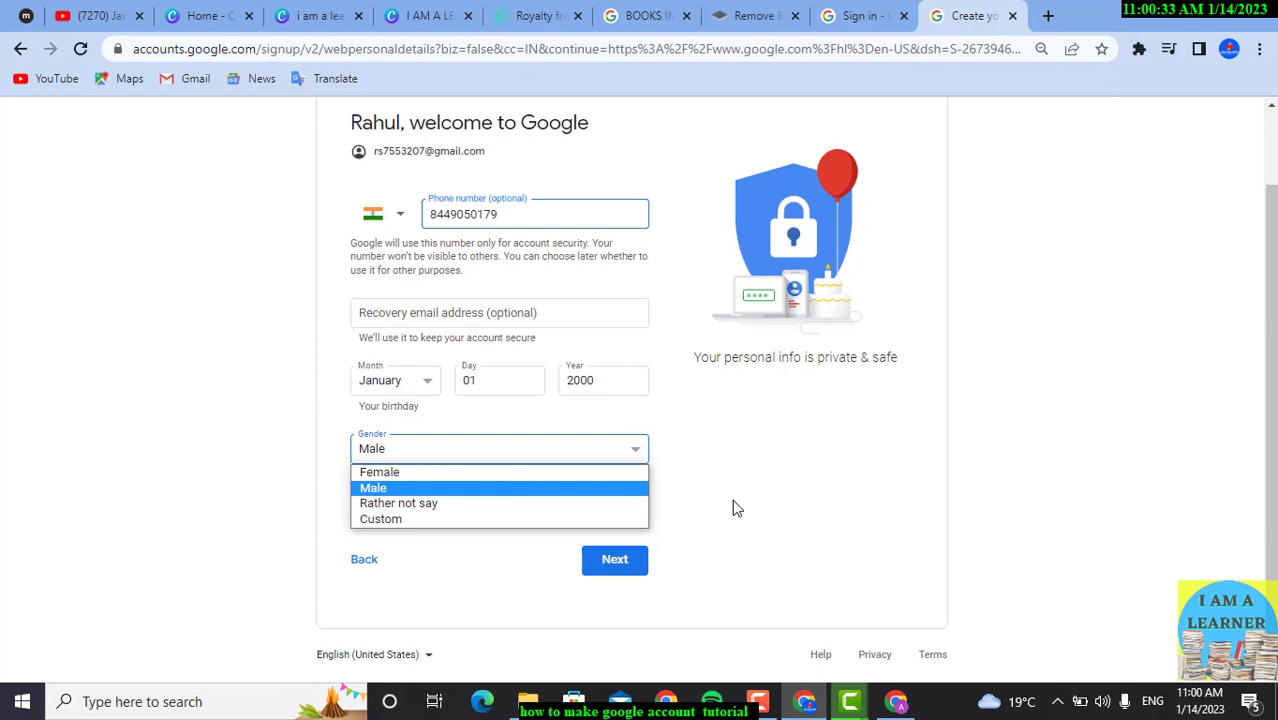 (7270) Jas
Home - C
i am a lea
I AM A LE
Royalty fr
BOOKS IN
Remove B
Sign in - G
Create yo
11:00:33 AM 1/14/2023
accounts.google.com/signup/v2/webpersonaldetails?biz=false&cc=IN&continue=https%3A%2F%2Fwww.google.com%3Fhl%3Den-US&dsh=S-2673946...
YouTube
Maps
Gmail
News
Translate
Rahul, welcome to Google
rs7553207@gmail.com
Phone number (optional)
8449050179
Google will use this number only for account security. Your
number won't be visible to others. You can choose later whether to
use it for other purposes.
Recovery email address (optional)
We'll use it to keep your account secure
Month
January
Day
01
Year
2000
Your birthday
Gender
Male
Female
Male
Rather not say
Custom
Back
Next
****
Your personal info is private & safe
I AM A
LEARNER
English (United States)
Help
Privacy
Terms
Type here to search
19°C
ENG
11:00 AM
1/14/2023
5
how to make google account tutorial